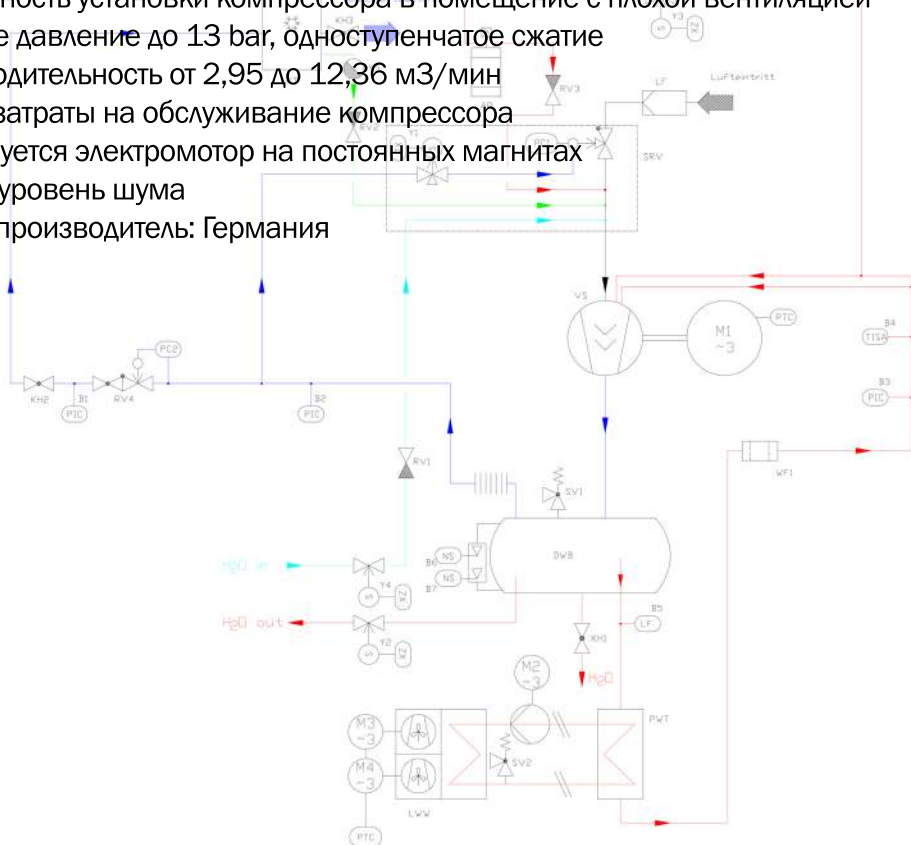 ность установки компрессора в помещение с плохой вентиляцией
е давление до 13 bar, одноступенчатое сжатие
одительность от 2,95 до 12,36 м3/мин
затраты на обслуживание компрессора
уется электромотор на постоянных магнитах
уровень шума
производитель: Германия
KH3
Y3
S
ZX
RV3
LF
Lufteintritt
RV2
Y1
SRV
VS
M1
~3
PTC
B4
TISA
B3
PIC
PC2
KH2
B1
PIC
RV4
B2
PIC
RV1
SV1
WF1
DWB
B6
NS
B7
NS
H2O in
Y4
S
ZX
H2O out
Y2
S
ZX
B5
LF
KH1
H2O
M2
~3
PWT
M3
~3
M4
~3
SV2
LWW
PTC